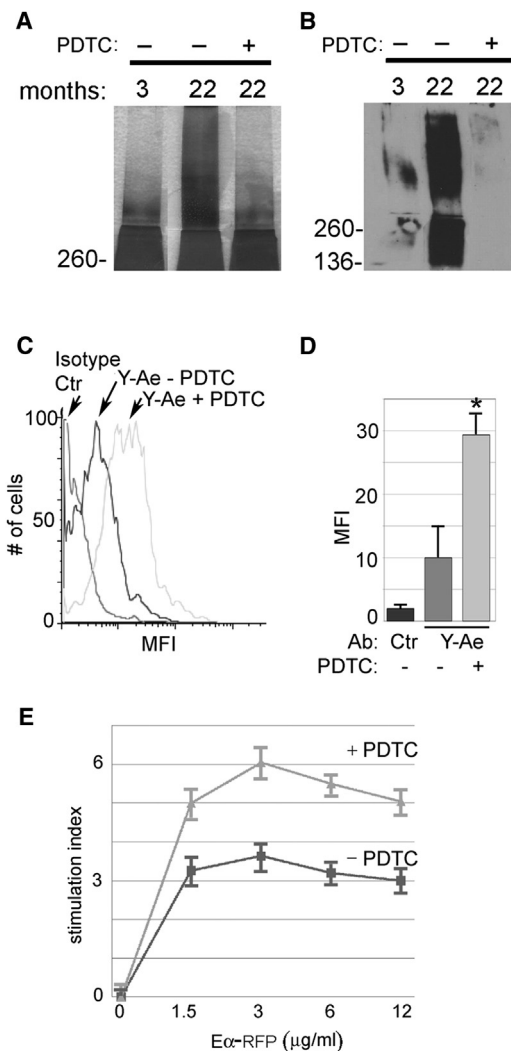 A
PDTC: – – +
months: 3 22 22
260-
B
PDTC: – – +
3 22 22
260-
136-
C
Isotype
Ctr
Y-Ae - PDTC
Y-Ae + PDTC
# of cells
100
50
0
MFI
D
*
MFI
30
20
10
0
Ab: Ctr Y-Ae
PDTC: - - +
E
+ PDTC
– PDTC
stimulation index
6
3
0
0 1.5 3 6 12
Eα-RFP (μg/ml)